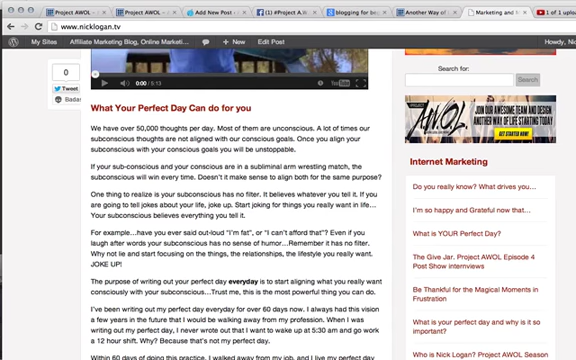 Project AWOL -
Project AWOL -
Add New Post ‹
(1) #Project A.W
blogging for be
Another Way of
Marketing and I
1 of 1 uploa
www.nicklogan.tv
My Sites
Affiliate Marketing Blog, Online Marketi...
+ New
Edit Post
Howdy, Nic
0
Tweet
0:00 / 5:13
YouTube
Search for:
Search
What Your Perfect Day Can do for you
We have over 50,000 thoughts per day. Most of them are unconscious. A lot of times our
subconscious thoughts are not aligned with our conscious goals. Once you align your
subconscious with your conscious goals you will be unstoppable.
If your sub-conscious and your conscious are in a subliminal arm wrestling match, the
subconscious will win every time. Doesn't it make sense to align both for the same purpose?
One thing to realize is your subconscious has no filter. It believes whatever you tell it. If you
are going to tell jokes about your life, joke up. Start joking for things you really want in life...
Your subconscious believes everything you tell it.
For example...have you ever said out-loud "I'm fat", or "I can't afford that"? Even if you
laugh after words your subconscious has no sense of humor...Remember it has no filter.
Why not lie and start focusing on the things, the relationships, the lifestyle you really want.
JOKE UP!
The purpose of writing out your perfect day everyday is to start aligning what you really want
consciously with your subconscious...Trust me, this is the most powerful thing you can do.
I've been writing out my perfect day everyday for over 60 days now. I always had this vision
a few years in the future that I would be walking away from my profession. When I was
writing out my perfect day, I never wrote out that I want to wake up at 5:30 am and go work
a 12 hour shift. Why? Because that's not my perfect day.
Within 60 days of doing this practice, I walked away from my job, and I live my perfect day
PROJECT
AWOL
JOIN OUR AWESOME TEAM
AND DESIGN
ANOTHER WAY OF
LIFE STARTING TODAY
GET STARTED NOW!
Internet Marketing
Do you really know? What drives you...
I'm so happy and Grateful now that...
What is YOUR Perfect Day?
The Give Jar. Project AWOL Episode 4
Post Show interviews
Be Thankful for the Magical Moments in
Frustration
What is your perfect day and why is it so
important?
Who is Nick Logan? Project AWOL Season